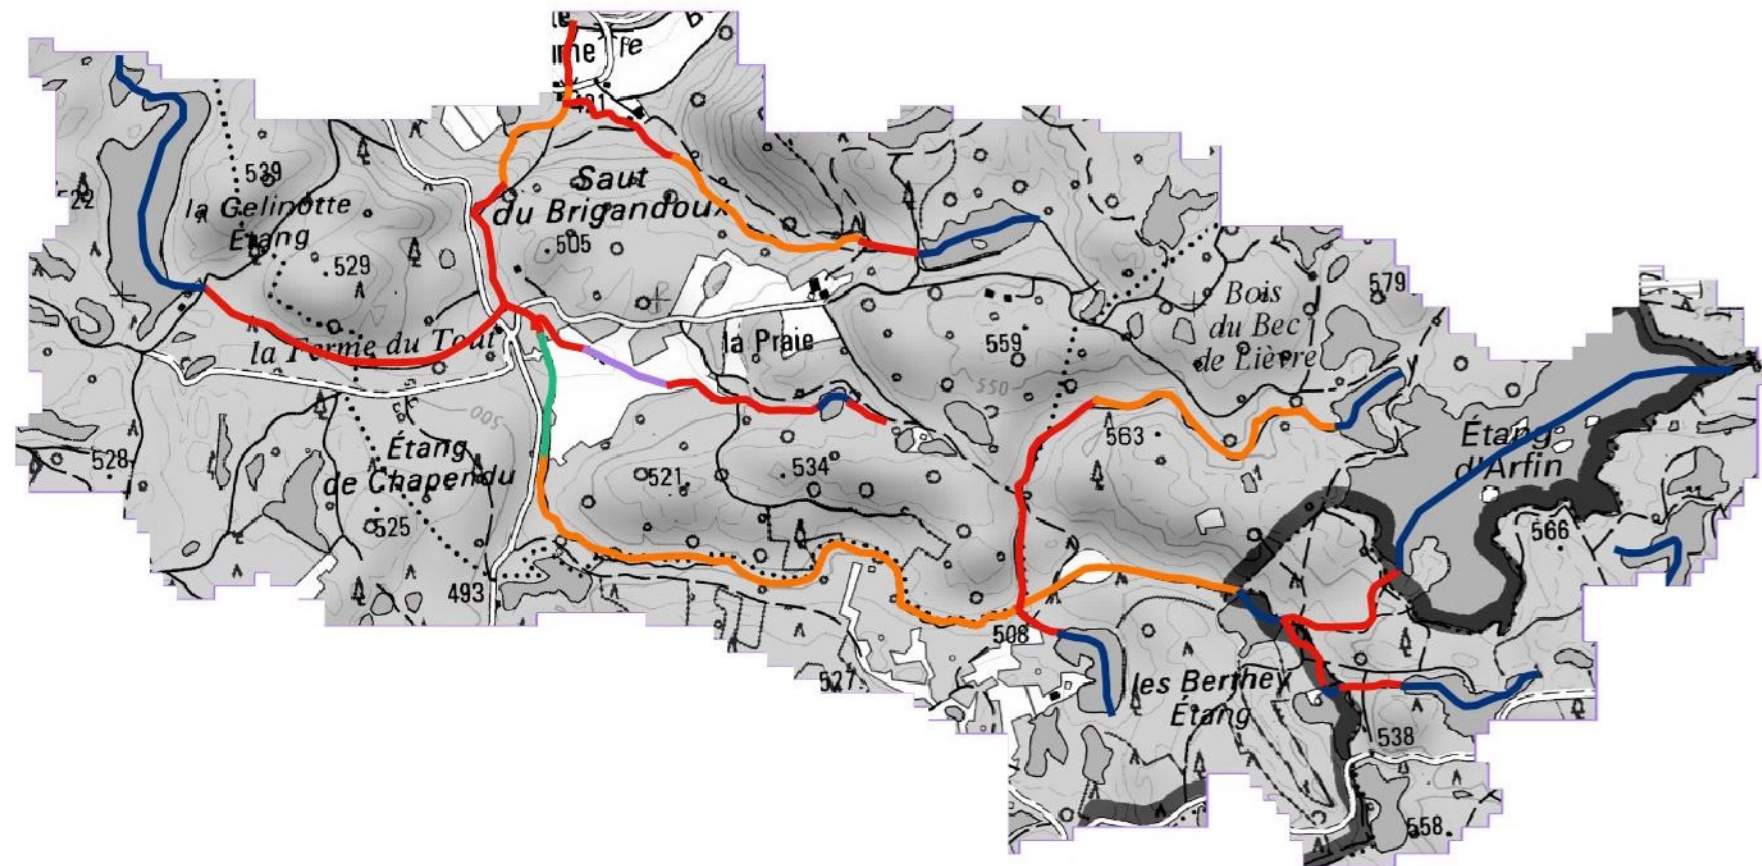 539
la Gelinotte
Étang
529
Saut
du Brigandoux
505
579
Bois
du Bec
de Lièvre
559
la Praie
la Ferme du Tout
550
500
563
Étang
d'Arfin
Étang
de Chapendu
528
521
534
525
566
493
508
527
les Berthey
Étang
538
558